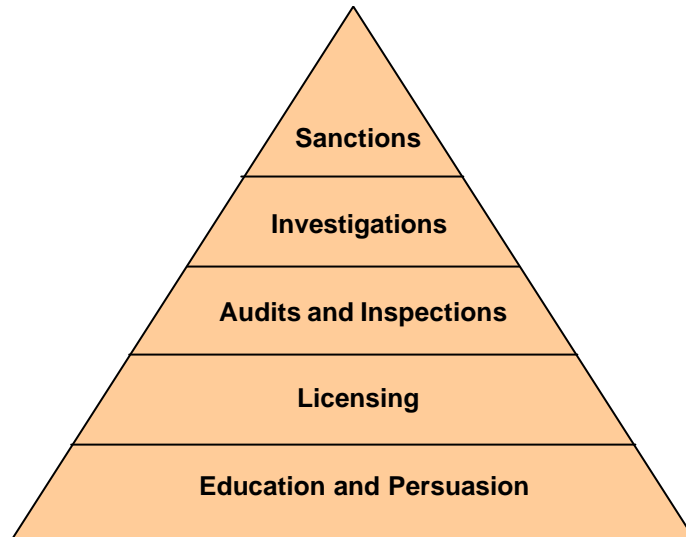 Sanctions
Investigations
Audits and Inspections
Licensing
Education and Persuasion